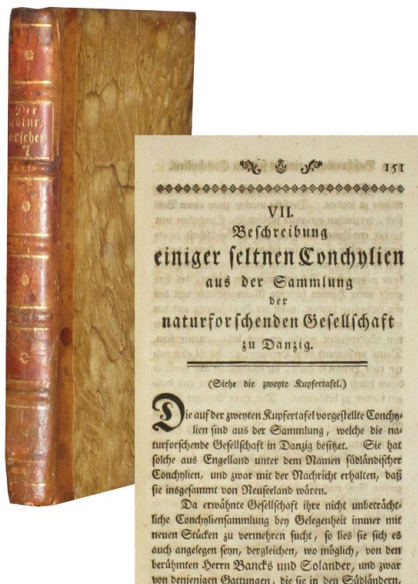 Der
Natur,
forscher
7
151
VII.
Beschreibung
einiger seltnen Conchylien
aus der Sammlung
der
naturforschenden Gesellschaft
zu Danzig.
(Siehe die zweyte Kupfertafel.)
Die auf der zweyten Kupfertafel vorgestellte Conchy-
lien sind aus der Sammlung, welche die na-
turforschende Gesellschaft in Danzig besitzet. Sie hat
solche aus Engelland unter dem Namen südländischer
Conchylien, und zwar mit der Nachricht erhalten, daß
sie insgesammt von Neuseeland wären.
Da erwähnte Gesellschaft ihre nicht unbeträcht-
liche Conchyliensammlung bey Gelegenheit immer mit
neuen Stücken zu vermehren sucht, so lies sie sich es
auch angelegen seyn, dergleichen, wo möglich, von den
berühmten Herrn Bancks und Solander, und zwar
von denjenigen Gattungen, die sie in den Südländern,